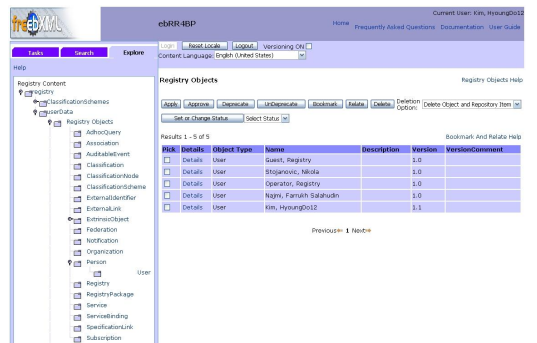 freebXML
ebRR4BP
Current User: Kim, HyoungDo12
Home Frequently Asked Questions Documentation User Guide
Tasks Search Explore
Help
Registry Content
registry
ClassificationSchemes
userData
Registry Objects
AdhocQuery
Association
AuditableEvent
Classification
ClassificationNode
ClassificationScheme
ExternalIdentifier
ExternalLink
ExtrinsicObject
Federation
Notification
Organization
Person
User
Registry
RegistryPackage
Service
ServiceBinding
SpecificationLink
Subscription
Login Reset Locale Logout Versioning ON
Content Language: English (United States)
Registry Objects Registry Objects Help
Apply Approve Deprecate UnDeprecate Bookmark Relate Delete Deletion Option: Delete Object and Repository Item
Set or Change Status Select Status
Results 1 - 5 of 5 Bookmark And Relate Help
Pick Details Object Type Name Description Version VersionComment
Details User Guest, Registry 1.0
Details User Stojanovic, Nikola 1.0
Details User Operator, Registry 1.0
Details User Najmi, Farrukh Salahudin 1.0
Details User Kim, HyoungDo12 1.1
Previous 1 Next